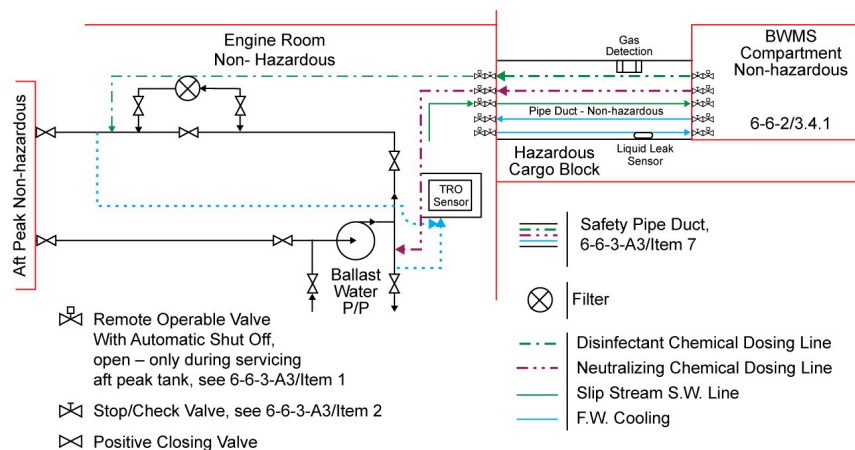 Engine Room
Non- Hazardous
Gas
Detection
BWMS
Compartment
Non-hazardous
6-6-2/3.4.1
Pipe Duct - Non-hazardous
Liquid Leak
Sensor
Hazardous
Cargo Block
Aft Peak Non-hazardous
TRO
Sensor
Ballast
Water
P/P
Safety Pipe Duct,
6-6-3-A3/Item 7
Filter
Disinfectant Chemical Dosing Line
Neutralizing Chemical Dosing Line
Slip Stream S.W. Line
F.W. Cooling
Remote Operable Valve
With Automatic Shut Off,
open – only during servicing
aft peak tank, see 6-6-3-A3/Item 1
Stop/Check Valve, see 6-6-3-A3/Item 2
Positive Closing Valve